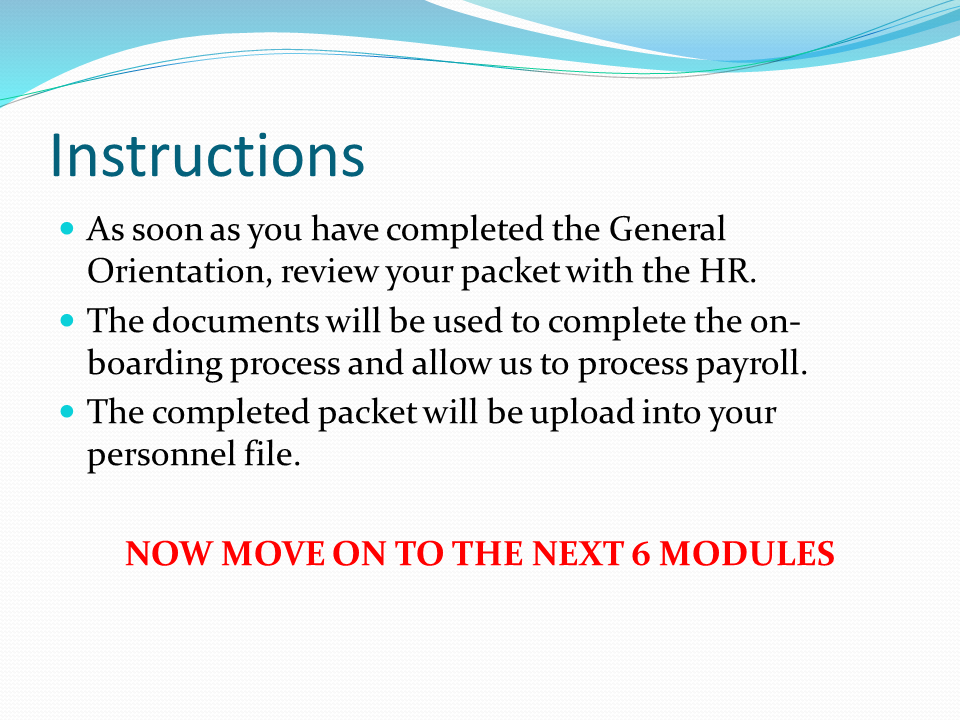 Instructions
As soon as you have completed the General
Orientation, review your packet with the HR.
The documents will be used to complete the on-
boarding process and allow us to process payroll.
The completed packet will be upload into your
personnel file.
NOW MOVE ON TO THE NEXT 6 MODULES